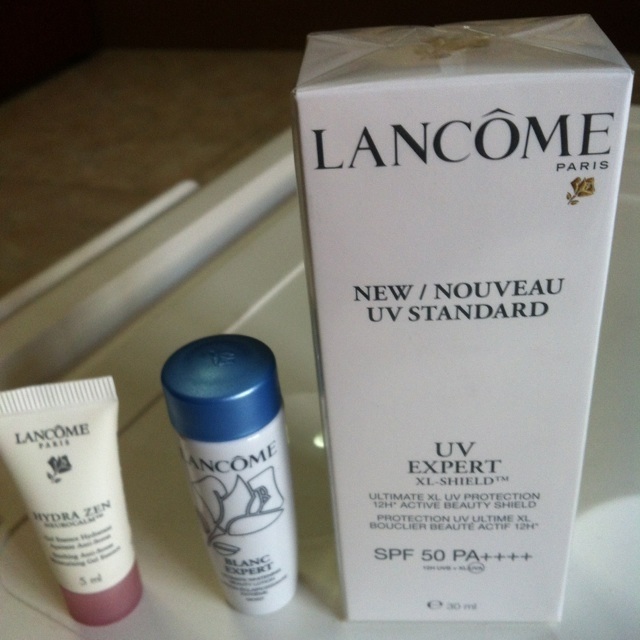 LANCÔME
PARIS
NEW / NOUVEAU
UV STANDARD
UV
EXPERT
XL-SHIELD™
ULTIMATE XL UV PROTECTION
12H* ACTIVE BEAUTY SHIELD
PROTECTION UV ULTIME XL
BOUCLIER BEAUTÉ ACTIF 12H*
SPF 50 PA++++
℮ 30 ml
LANCÔME
BLANC
EXPERT
LANCÔME
PARIS
HYDRA ZEN
NEUROCALM™
5 ml